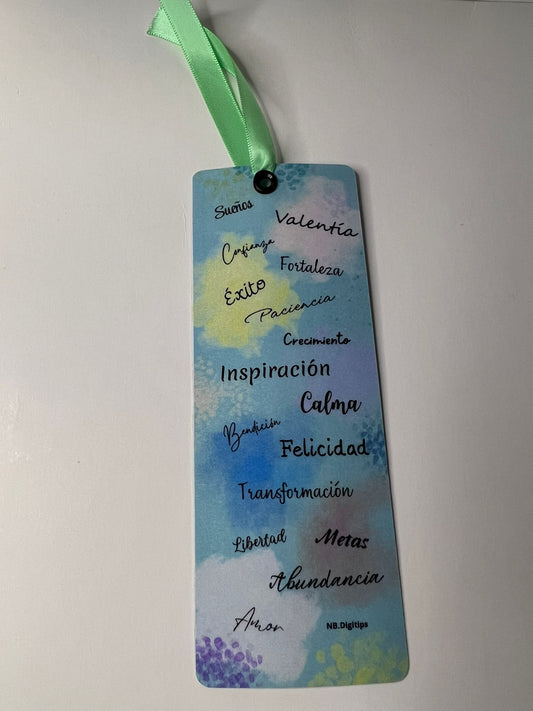 Sueños
Valentía
Confianza
Fortaleza
Éxito
Paciencia
Crecimiento
Inspiración
Calma
Bendición
Felicidad
Transformación
Libertad
Metas
Abundancia
Amor
NB.Digitips